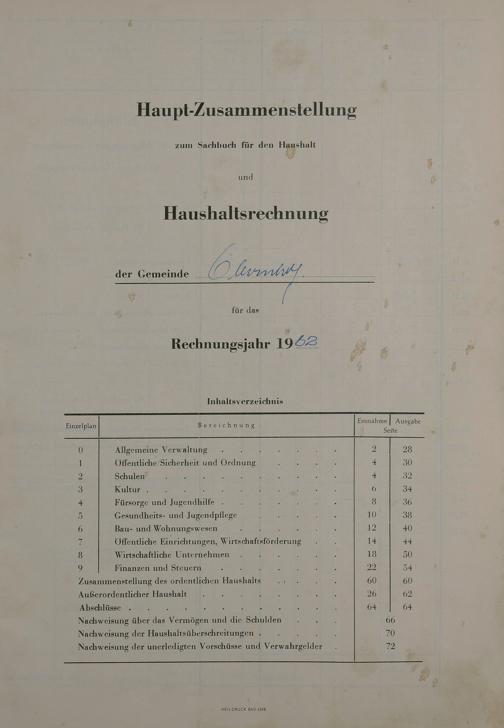 Haupt-Zusammenstellung
zum Sachbuch für den Haushalt
und
Haushaltsrechnung
der Gemeinde
für das
Rechnungsjahr 1962
Inhaltsverzeichnis
Einzelplan Bezeichnung Einnahme Ausgabe
Seite
0 Allgemeine Verwaltung . . . . . . 2 28
1 Öffentliche Sicherheit und Ordnung . . . . 4 30
2 Schulen . . . . . . . . . 4 32
3 Kultur . . . . . . . . . 6 34
4 Fürsorge und Jugendhilfe . . . . . . 8 36
5 Gesundheits- und Jugendpflege . . . . . 10 38
6 Bau- und Wohnungswesen . . . . . 12 40
7 Öffentliche Einrichtungen, Wirtschaftsförderung . . 14 44
8 Wirtschaftliche Unternehmen . . . . . 18 50
9 Finanzen und Steuern . . . . . . 22 54
Zusammenstellung des ordentlichen Haushalts . . . . 60 60
Außerordentlicher Haushalt . . . . . . . 26 62
Abschlüsse . . . . . . . . . . 64 64
Nachweisung über das Vermögen und die Schulden . . . 66
Nachweisung der Haushaltsüberschreitungen . . . . 70
Nachweisung der unerledigten Vorschüsse und Verwahrgelder . 72